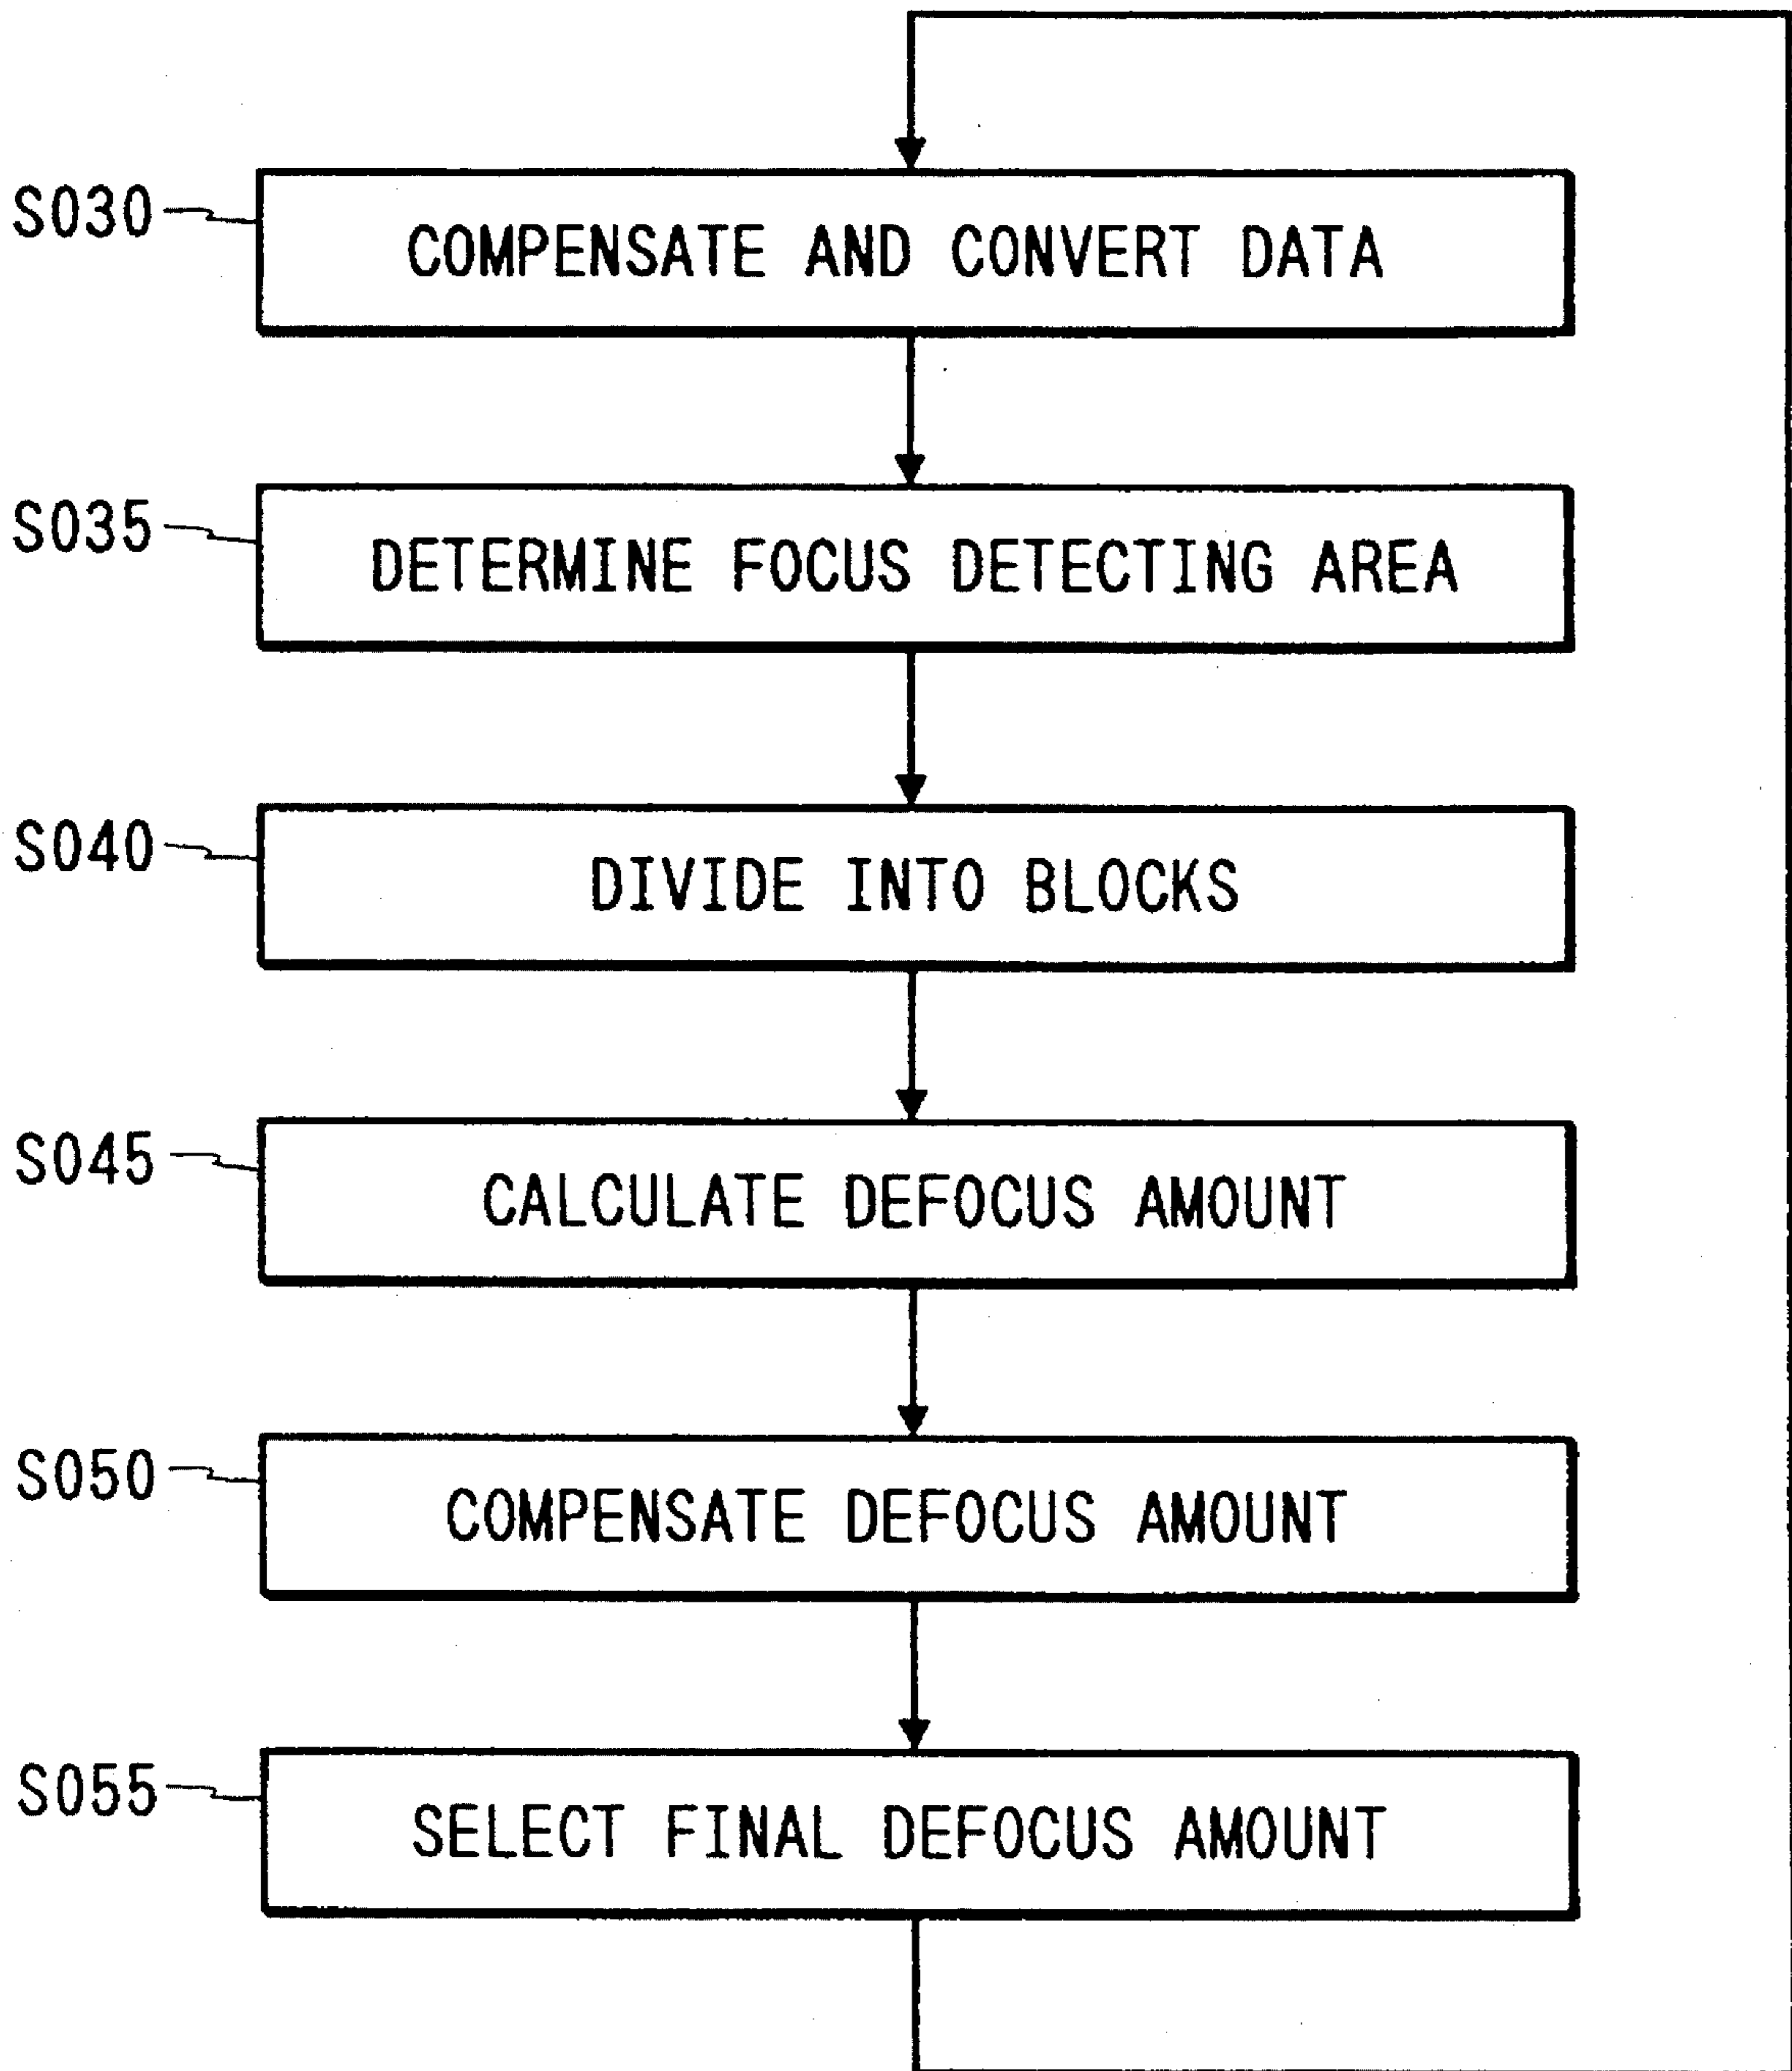 S030
COMPENSATE AND CONVERT DATA
S035
DETERMINE FOCUS DETECTING AREA
S040
DIVIDE INTO BLOCKS
S045
CALCULATE DEFOCUS AMOUNT
S050
COMPENSATE DEFOCUS AMOUNT
S055
SELECT FINAL DEFOCUS AMOUNT